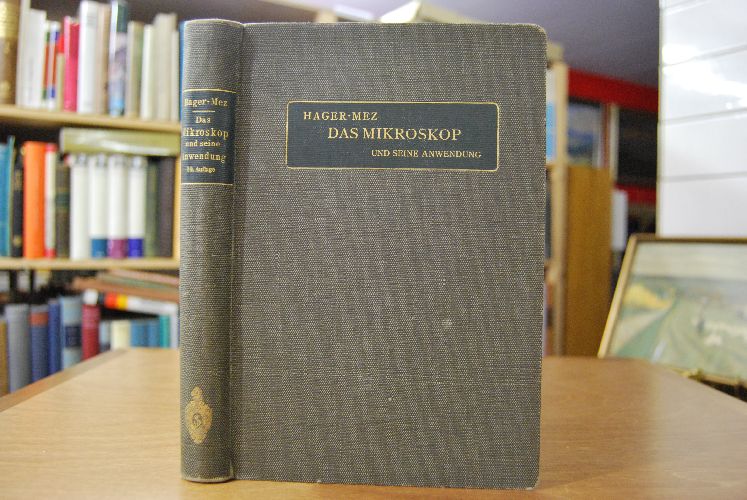 Hager-Mez
Das
Mikroskop
und seine
Anwendung
HAGER-MEZ
DAS MIKROSKOP
UND SEINE ANWENDUNG